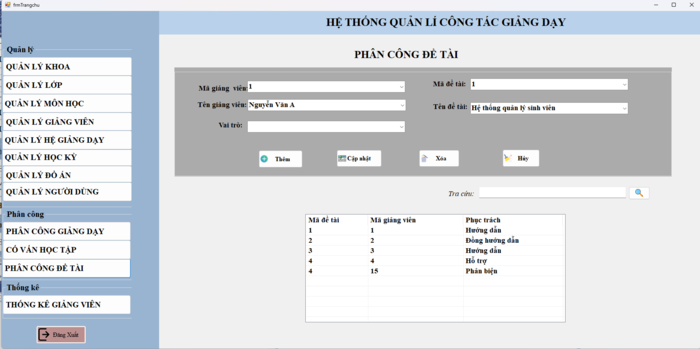 frmTrangchu
HỆ THỐNG QUẢN LÍ CÔNG TÁC GIẢNG DẠY
Quản lý
QUẢN LÝ KHOA
QUẢN LÝ LỚP
QUẢN LÝ MÔN HỌC
QUẢN LÝ GIẢNG VIÊN
QUẢN LÝ HỆ GIẢNG DẠY
QUẢN LÝ HỌC KỲ
QUẢN LÝ ĐỒ ÁN
QUẢN LÝ NGƯỜI DÙNG
Phân công
PHÂN CÔNG GIẢNG DẠY
CỐ VẤN HỌC TẬP
PHÂN CÔNG ĐỀ TÀI
Thống kê
THỐNG KÊ GIẢNG VIÊN
Đăng Xuất
PHÂN CÔNG ĐỀ TÀI
Mã giảng viên 1
Mã đề tài: 1
Tên giảng viên: Nguyễn Văn A
Tên đề tài: Hệ thống quản lý sinh viên
Vai trò:
Thêm Cập nhật Xóa Hủy
Tra cứu:
Mã đề tài Mã giảng viên Phục trách
1 1 Hướng dẫn
2 2 Đồng hướng dẫn
3 3 Hướng dẫn
4 4 Hỗ trợ
4 15 Phản biện